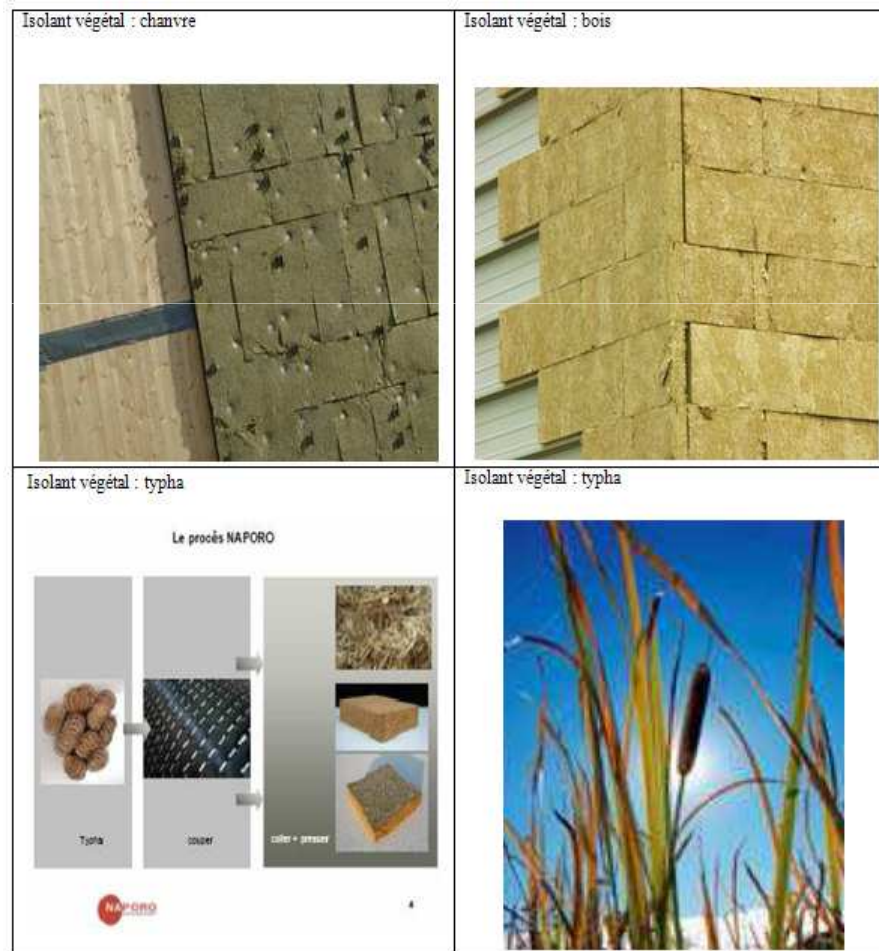 Isolant végétal : chanvre
Isolant végétal : bois
Isolant végétal : typha
Isolant végétal : typha
Le procès NAPORO
Typha
couper
coller + presser
NAPORO
4